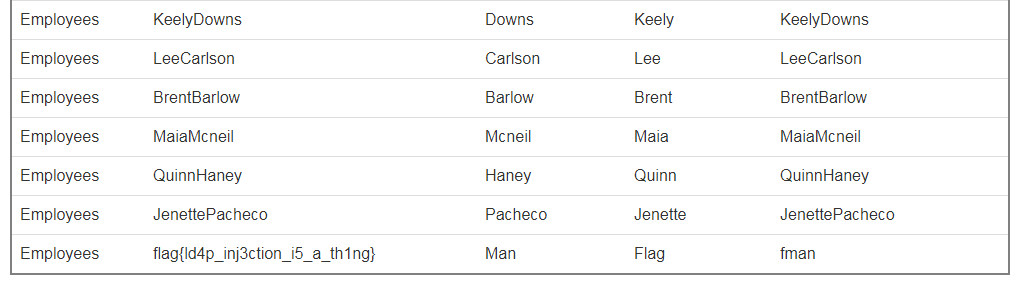 Employees KeelyDowns Downs Keely KeelyDowns
Employees LeeCarlson Carlson Lee LeeCarlson
Employees BrentBarlow Barlow Brent BrentBarlow
Employees MaiaMcneil Mcneil Maia MaiaMcneil
Employees QuinnHaney Haney Quinn QuinnHaney
Employees JenettePacheco Pacheco Jenette JenettePacheco
Employees flag{ld4p_inj3ction_i5_a_th1ng} Man Flag fman